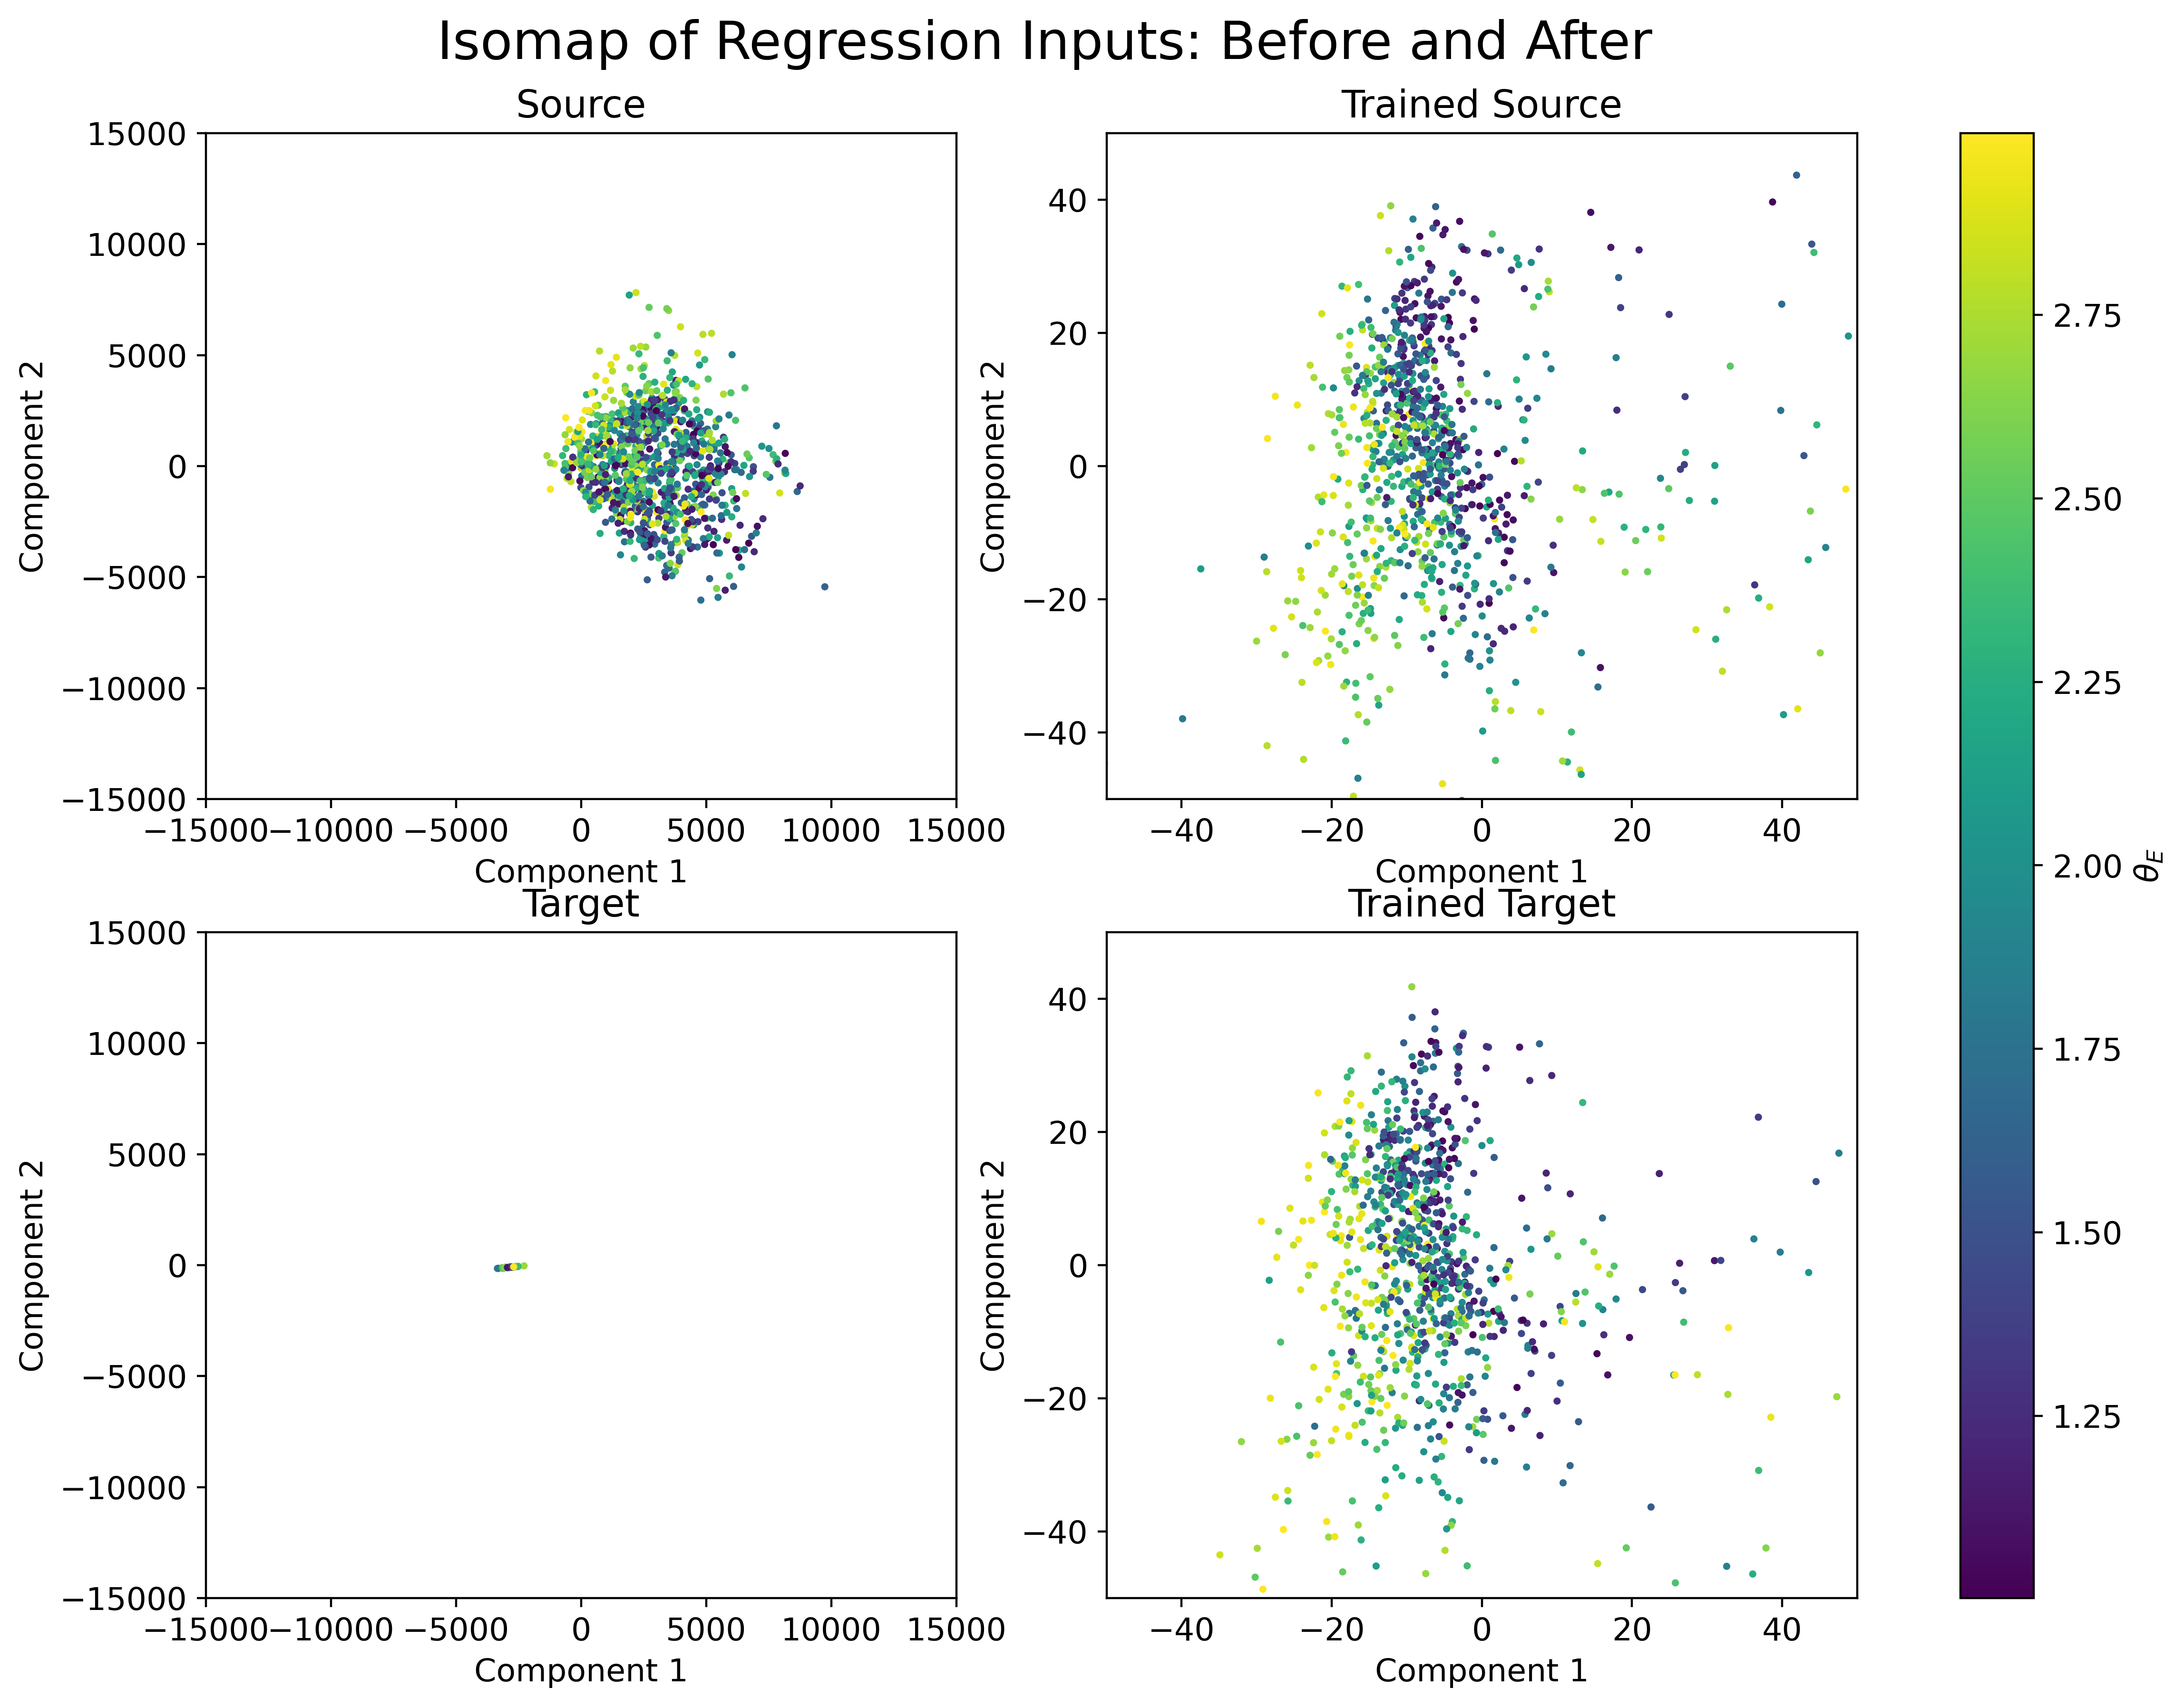 Isomap of Regression Inputs: Before and After
Source
Trained Source
15000
10000
5000
0
−5000
−10000
−15000
Component 2
−15000 −10000 −5000 0 5000 10000 15000
Component 1
40
20
0
−20
−40
Component 2
−40 −20 0 20 40
Component 1
Target
Trained Target
15000
10000
5000
0
−5000
−10000
−15000
Component 2
−15000 −10000 −5000 0 5000 10000 15000
Component 1
40
20
0
−20
−40
Component 2
−40 −20 0 20 40
Component 1
2.75
2.50
2.25
2.00
1.75
1.50
1.25
θ_E